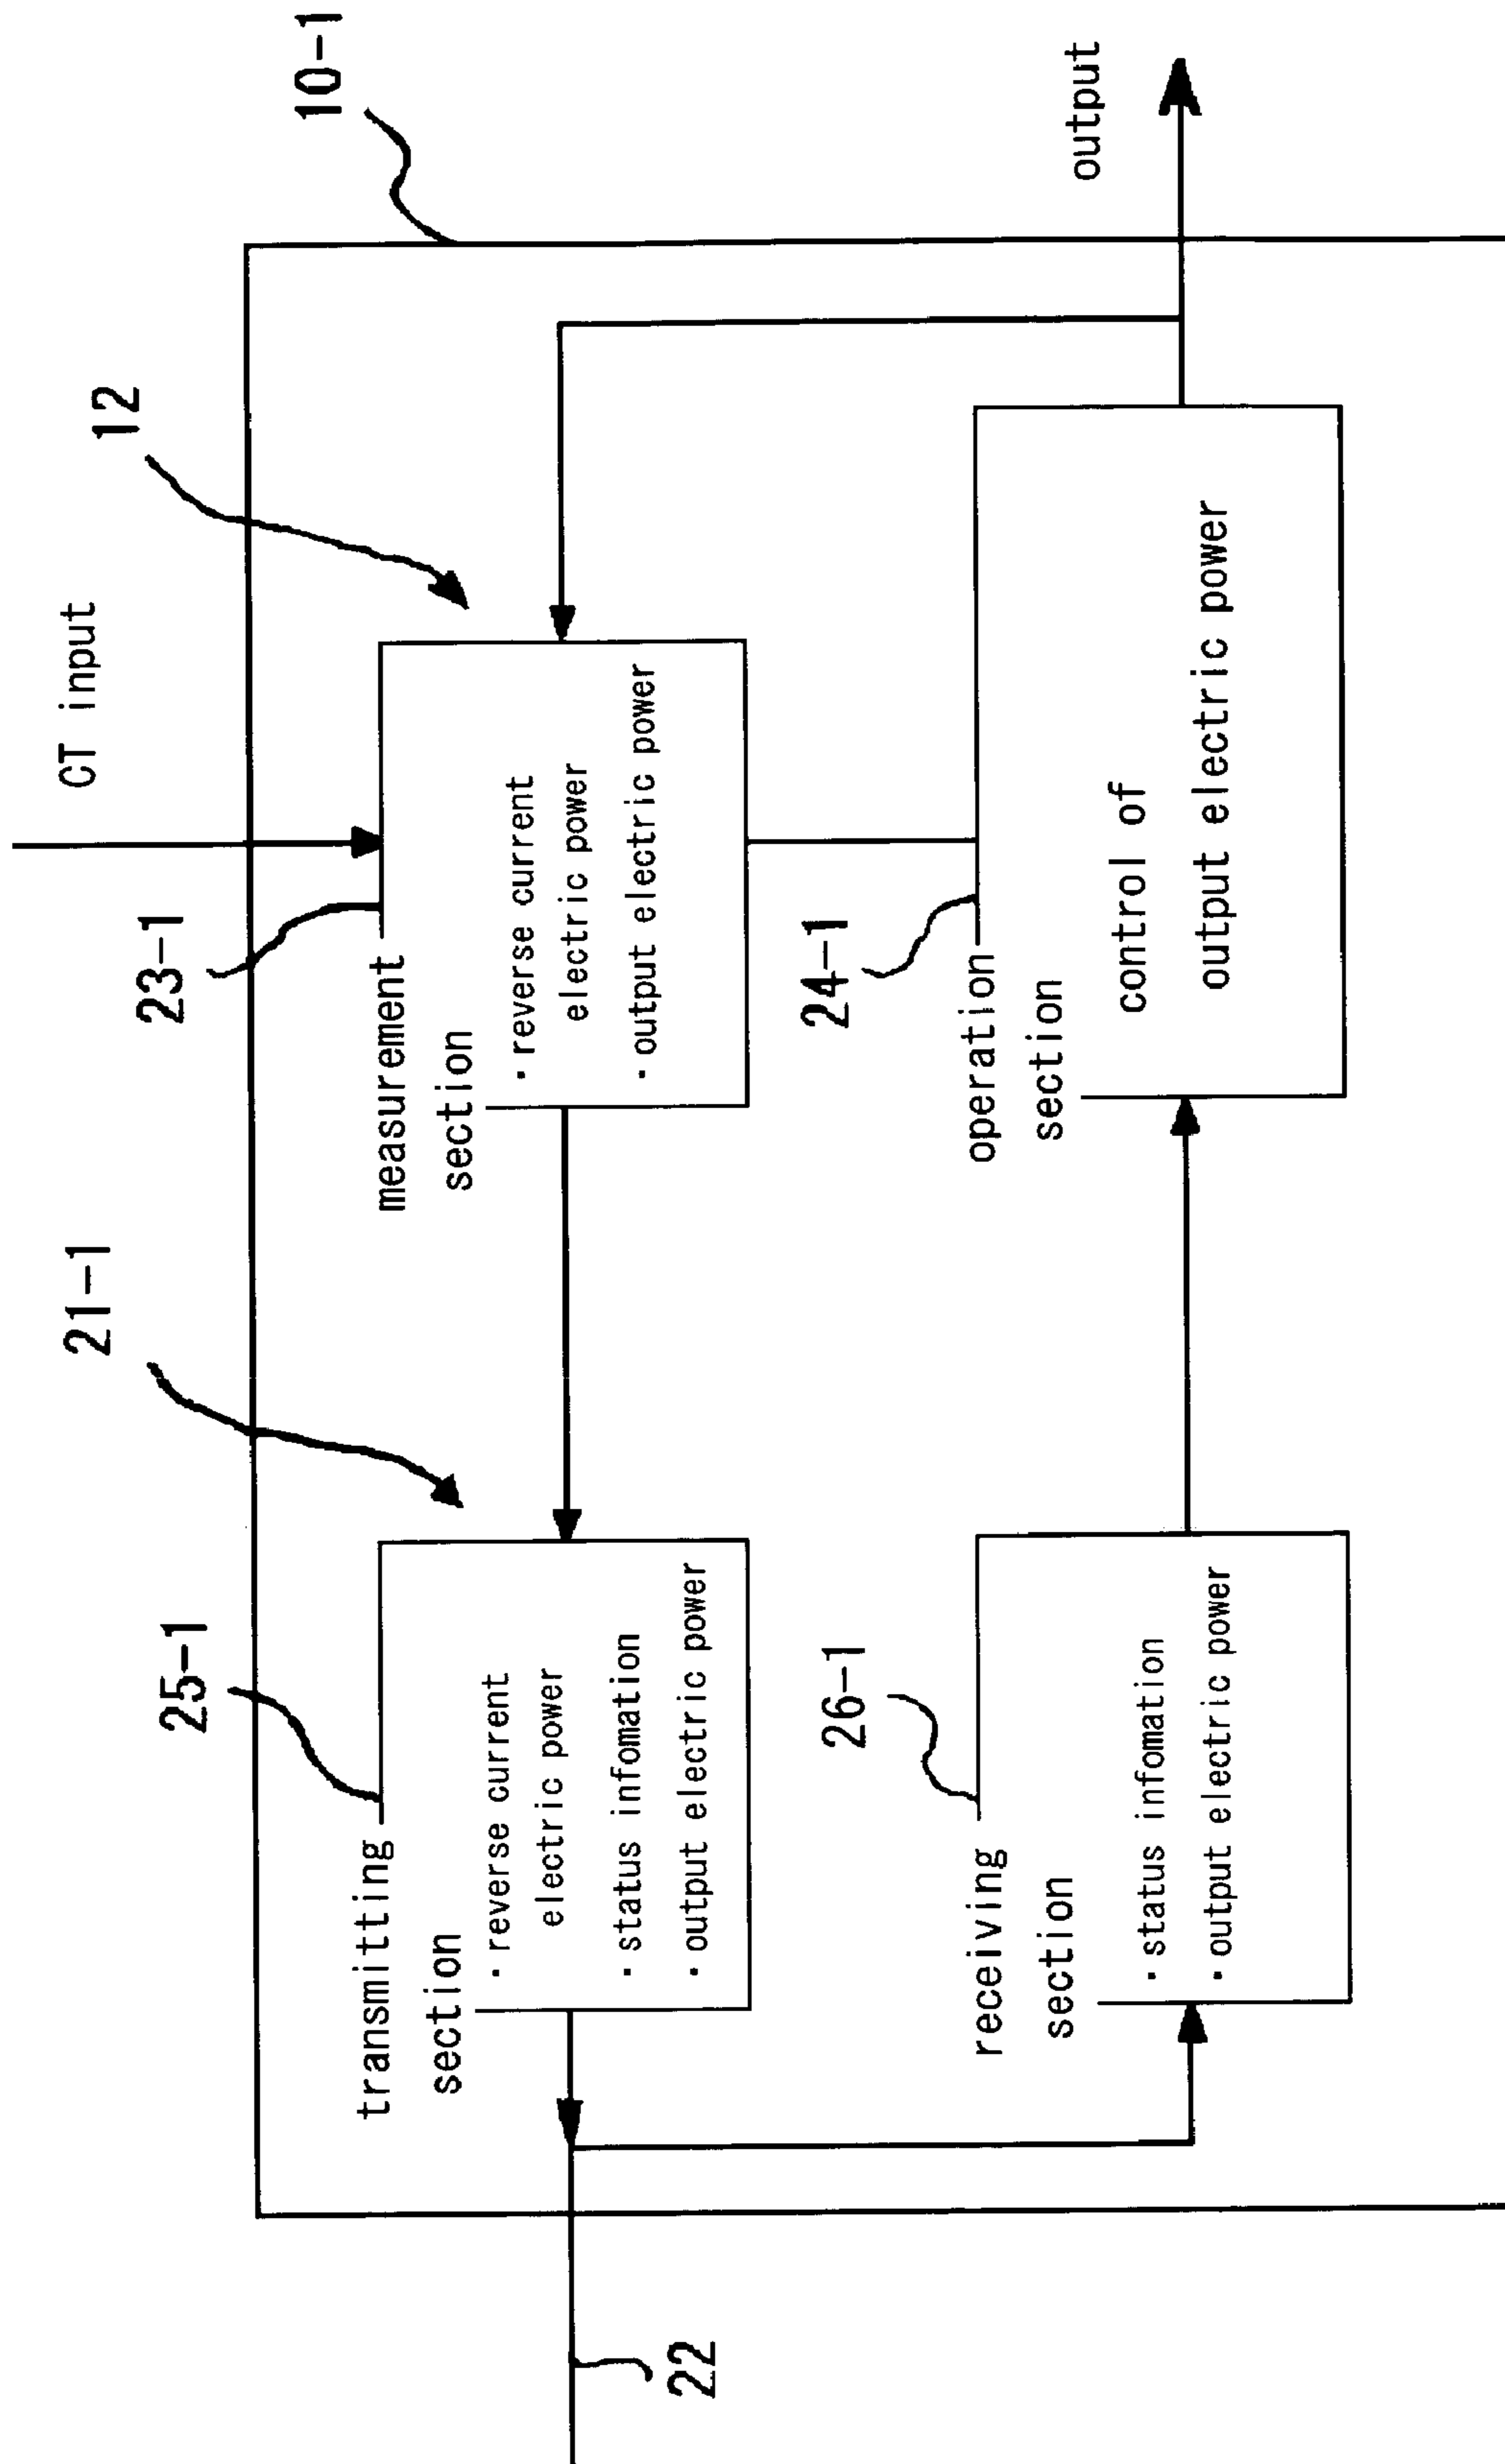 10-1
CT input
12
output
23-1
measurement
section
・reverse current
electric power
・output electric power
21-1
25-1
transmitting
section
・reverse current
electric power
・status infomation
・output electric power
24-1
operation
section
control of
output electric power
26-1
receiving
section
・status infomation
・output electric power
22